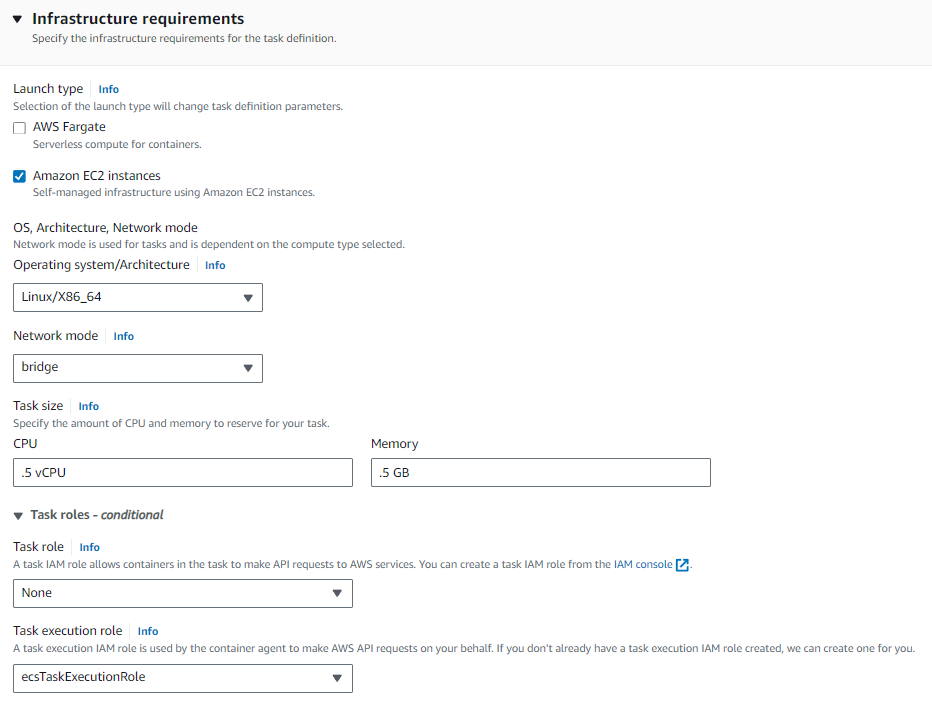 Infrastructure requirements
Specify the infrastructure requirements for the task definition.
Launch type Info
Selection of the launch type will change task definition parameters.
AWS Fargate
Serverless compute for containers.
Amazon EC2 instances
Self-managed infrastructure using Amazon EC2 instances.
OS, Architecture, Network mode
Network mode is used for tasks and is dependent on the compute type selected.
Operating system/Architecture Info
Linux/X86_64
Network mode Info
bridge
Task size Info
Specify the amount of CPU and memory to reserve for your task.
CPU Memory
.5 vCPU .5 GB
Task roles - conditional
Task role Info
A task IAM role allows containers in the task to make API requests to AWS services. You can create a task IAM role from the IAM console.
None
Task execution role Info
A task execution IAM role is used by the container agent to make AWS API requests on your behalf. If you don't already have a task execution IAM role created, we can create one for you.
ecsTaskExecutionRole